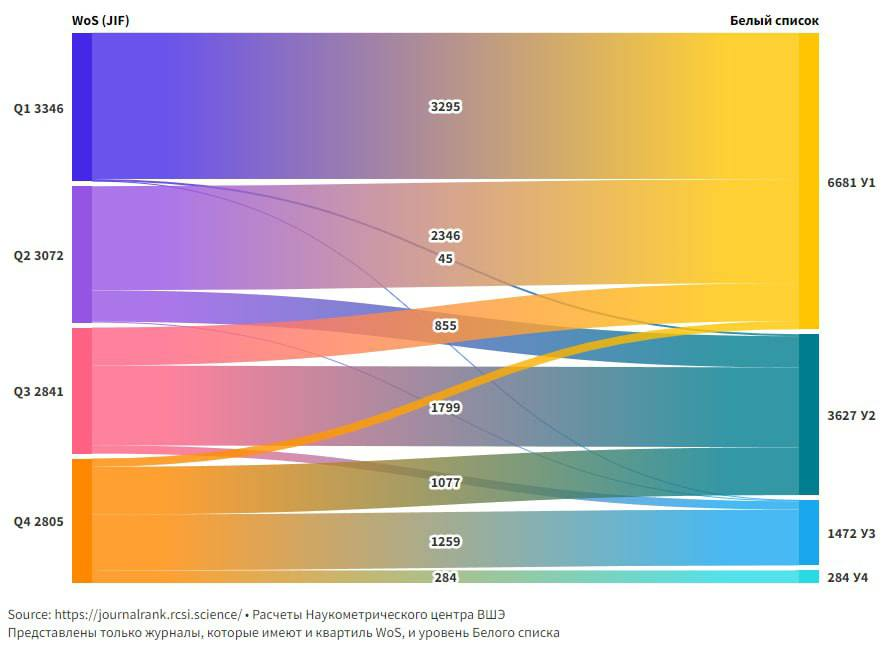 WoS (JIF) Белый список
Q1 3346
3295
6681 У1
2346
Q2 3072
45
855
Q3 2841
1799
3627 У2
1077
Q4 2805
1259
1472 У3
284
284 У4
Source: https://journalrank.rcsi.science/ • Расчеты Наукометрического центра ВШЭ
Представлены только журналы, которые имеют и квартиль WoS, и уровень Белого списка